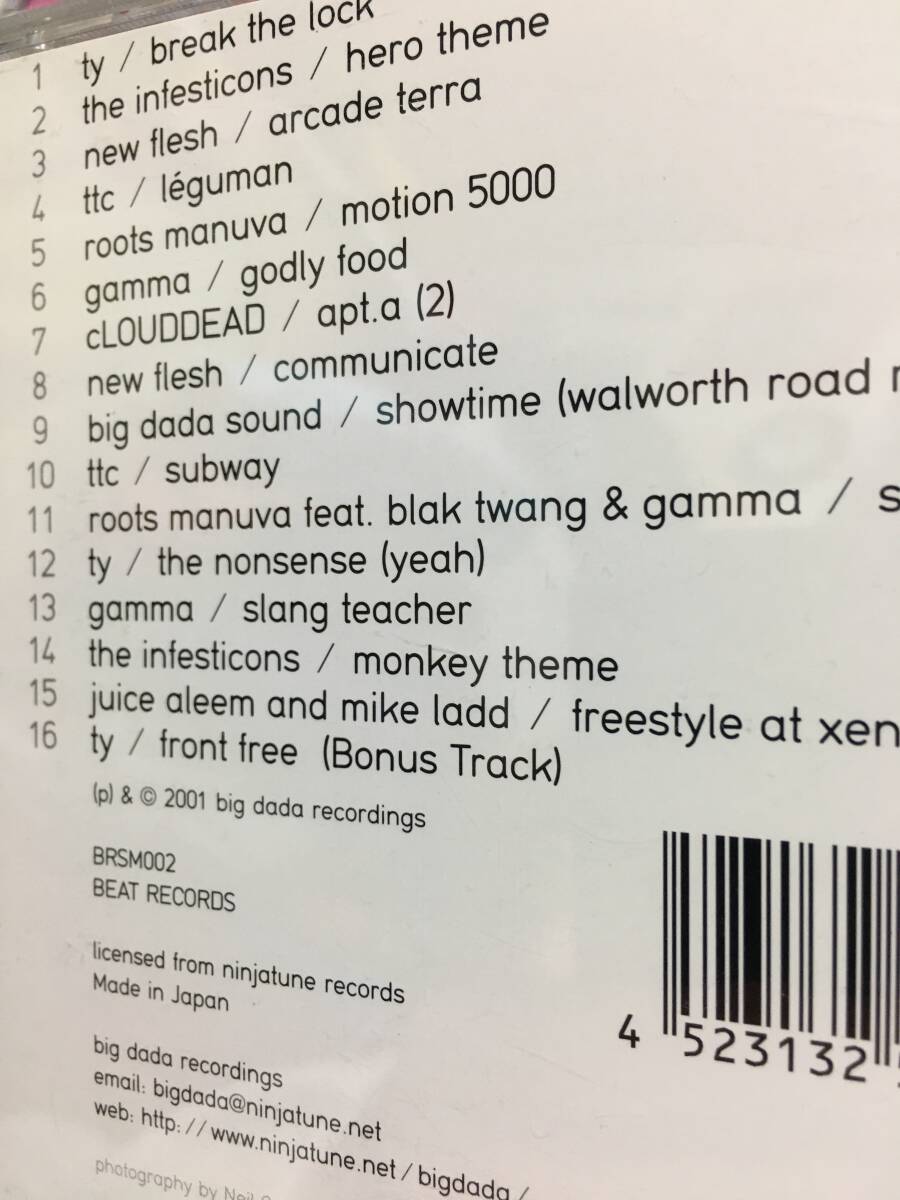 1 ty / break the lock
2 the infesticons / hero theme
3 new flesh / arcade terra
4 ttc / léguman
5 roots manuva / motion 5000
6 gamma / godly food
7 cLOUDDEAD / apt.a (2)
8 new flesh / communicate
9 big dada sound / showtime (walworth road
10 ttc / subway
11 roots manuva feat. blak twang & gamma /
12 ty / the nonsense (yeah)
13 gamma / slang teacher
14 the infesticons / monkey theme
15 juice aleem and mike ladd / freestyle at xen
16 ty / front free (Bonus Track)
(p) & © 2001 big dada recordings
BRSM002
BEAT RECORDS
licensed from ninjatune records
Made in Japan
4 523132
big dada recordings
email: bigdada@ninjatune.net
web: http://www.ninjatune.net/bigdada/
photography by Neil